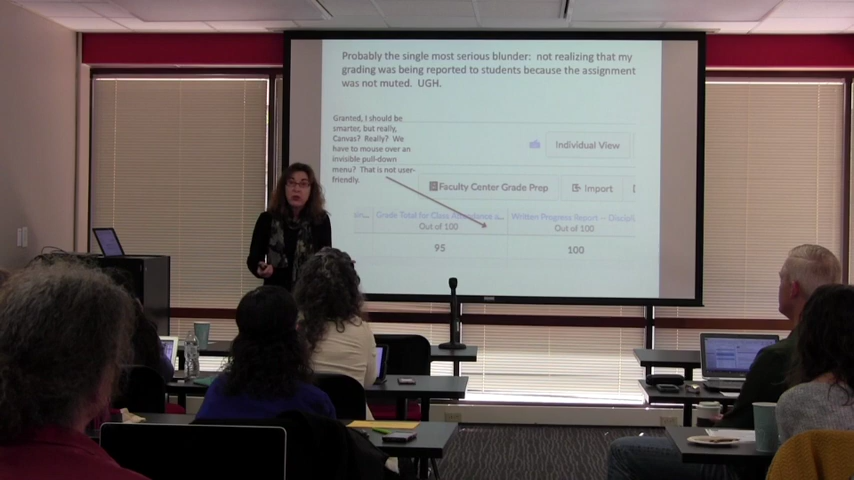 Probably the single most serious blunder: not realizing that my
grading was being reported to students because the assignment
was not muted. UGH.
Granted, I should be
smarter, but really,
Canvas? Really? We
have to mouse over an
invisible pull-down
menu? That is not user-
friendly.
Individual View
Faculty Center Grade Prep
Import
Grade Total for Class Attendance a...
Out of 100
95
Written Progress Report -- Discipli
Out of 100
100